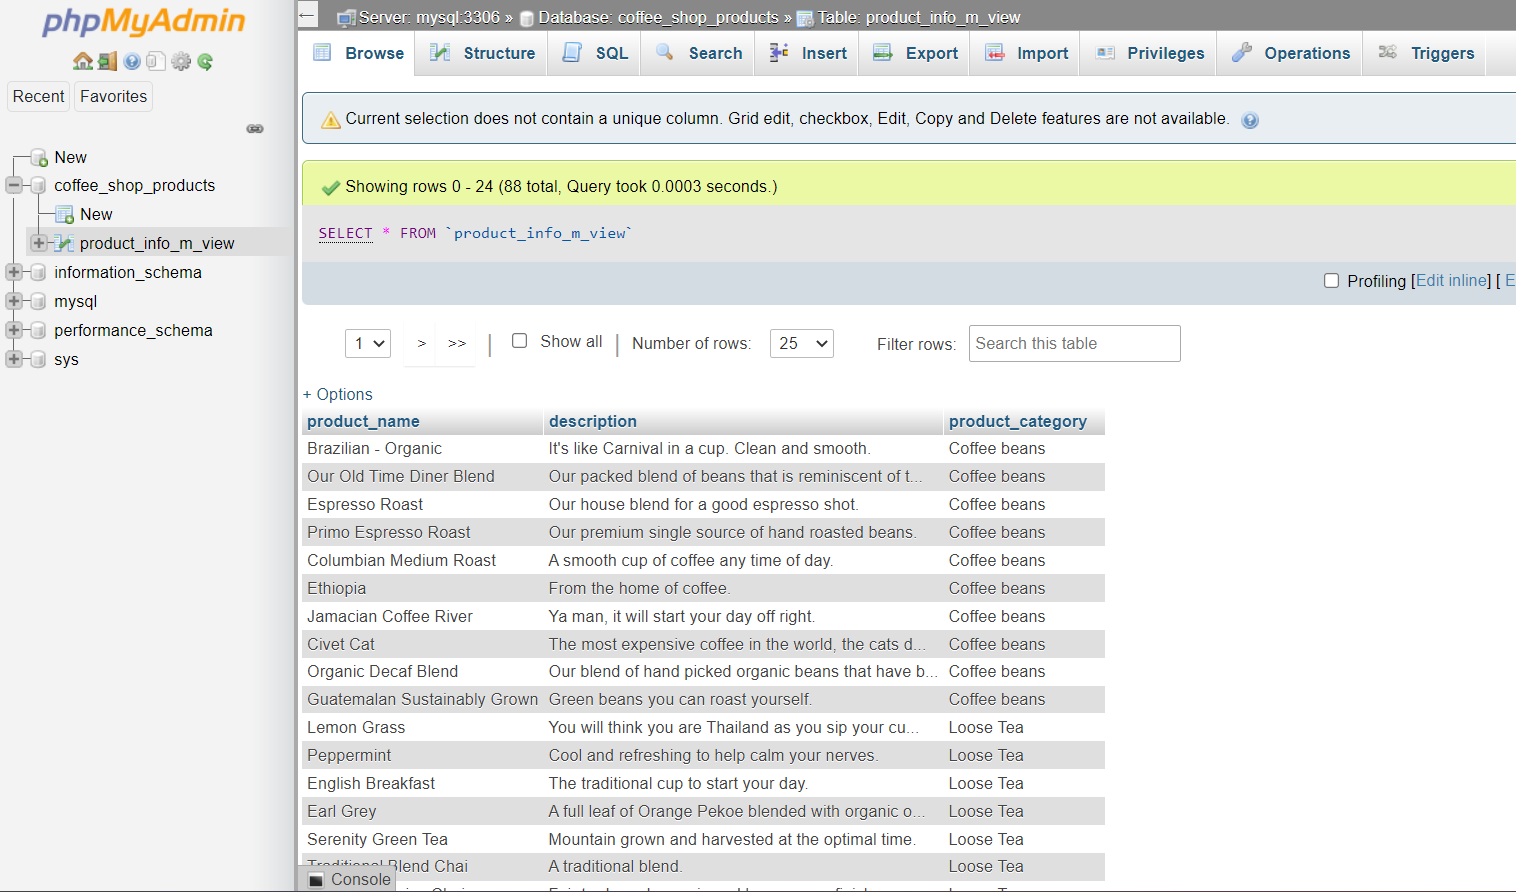 phpMyAdmin
Recent Favorites
New
coffee_shop_products
New
product_info_m_view
information_schema
mysql
performance_schema
sys
← Server: mysql:3306 » Database: coffee_shop_products » Table: product_info_m_view
Browse Structure SQL Search Insert Export Import Privileges Operations Triggers
Current selection does not contain a unique column. Grid edit, checkbox, Edit, Copy and Delete features are not available.
Showing rows 0 - 24 (88 total, Query took 0.0003 seconds.)
SELECT * FROM `product_info_m_view`
Profiling [Edit inline] [ E
1 > >> | Show all | Number of rows: 25 Filter rows: Search this table
+ Options
product_name description product_category
Brazilian - Organic It's like Carnival in a cup. Clean and smooth. Coffee beans
Our Old Time Diner Blend Our packed blend of beans that is reminiscent of t... Coffee beans
Espresso Roast Our house blend for a good espresso shot. Coffee beans
Primo Espresso Roast Our premium single source of hand roasted beans. Coffee beans
Columbian Medium Roast A smooth cup of coffee any time of day. Coffee beans
Ethiopia From the home of coffee. Coffee beans
Jamacian Coffee River Ya man, it will start your day off right. Coffee beans
Civet Cat The most expensive coffee in the world, the cats d... Coffee beans
Organic Decaf Blend Our blend of hand picked organic beans that have b... Coffee beans
Guatemalan Sustainably Grown Green beans you can roast yourself. Coffee beans
Lemon Grass You will think you are Thailand as you sip your cu... Loose Tea
Peppermint Cool and refreshing to help calm your nerves. Loose Tea
English Breakfast The traditional cup to start your day. Loose Tea
Earl Grey A full leaf of Orange Pekoe blended with organic o... Loose Tea
Serenity Green Tea Mountain grown and harvested at the optimal time. Loose Tea
Traditional Blend Chai A traditional blend. Loose Tea
Console